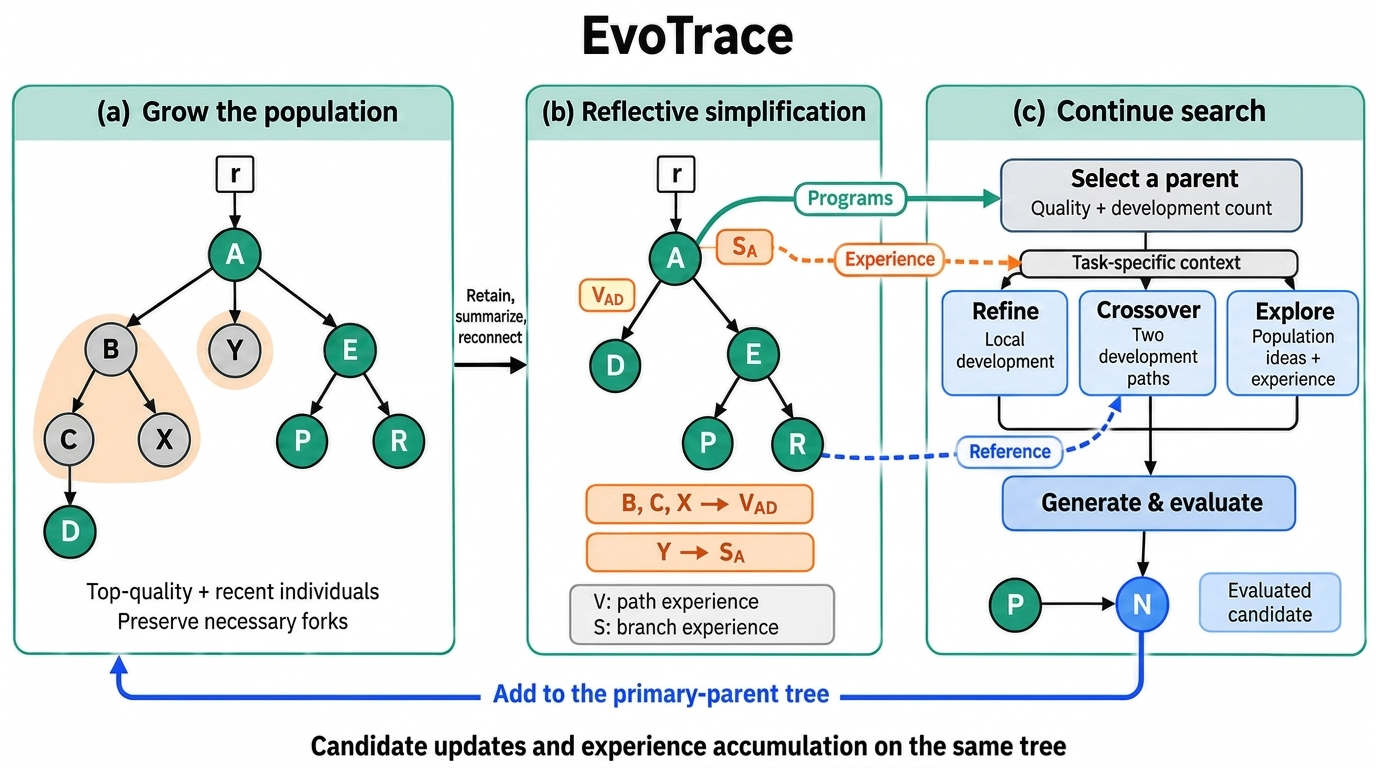 EvoTrace
(a) Grow the population
r
A
B
Y
E
C
X
P
R
D
Top-quality + recent individuals
Preserve necessary forks
Retain,
summarize,
reconnect
(b) Reflective simplification
r
A
SA
VAD
D
E
P
R
B, C, X → VAD
Y → SA
V: path experience
S: branch experience
Programs
Experience
Reference
(c) Continue search
Select a parent
Quality + development count
Task-specific context
Refine
Local
development
Crossover
Two
development
paths
Explore
Population
ideas +
experience
Generate & evaluate
P
N
Evaluated
candidate
Add to the primary-parent tree
Candidate updates and experience accumulation on the same tree